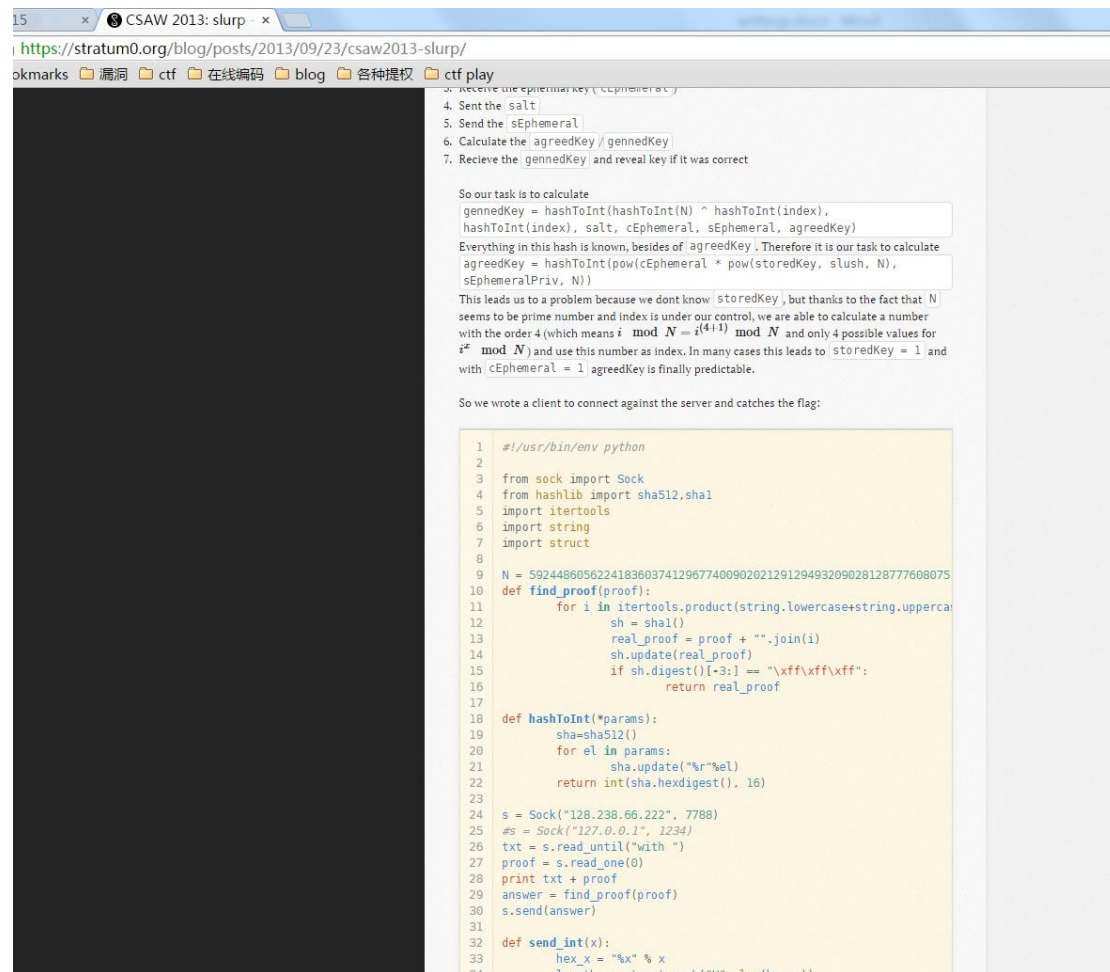 15 × CSAW 2013: slurp - ×
https://stratum0.org/blog/posts/2013/09/23/csaw2013-slurp/
okmarks 漏洞 ctf 在线编码 blog 各种提权 ctf play
3. Receive the ephermal key ( cEphemeral )
4. Sent the salt
5. Send the sEphemeral
6. Calculate the agreedKey / gennedKey
7. Recieve the gennedKey and reveal key if it was correct
So our task is to calculate
gennedKey = hashToInt(hashToInt(N) ^ hashToInt(index),
hashToInt(index), salt, cEphemeral, sEphemeral, agreedKey)
Everything in this hash is known, besides of agreedKey . Therefore it is our task to calculate
agreedKey = hashToInt(pow(cEphemeral * pow(storedKey, slush, N),
sEphemeralPriv, N))
This leads us to a problem because we dont know storedKey , but thanks to the fact that N
seems to be prime number and index is under our control, we are able to calculate a number
with the order 4 (which means i mod N = i^(4+1) mod N and only 4 possible values for
i^x mod N ) and use this number as index. In many cases this leads to storedKey = 1 and
with cEphemeral = 1 agreedKey is finally predictable.
So we wrote a client to connect against the server and catches the flag:
1 #!/usr/bin/env python
2
3 from sock import Sock
4 from hashlib import sha512,sha1
5 import itertools
6 import string
7 import struct
8
9 N = 59244860562241836037412967740090202129129493209028128777608075
10 def find_proof(proof):
11 for i in itertools.product(string.lowercase+string.upperca
12 sh = sha1()
13 real_proof = proof + "".join(i)
14 sh.update(real_proof)
15 if sh.digest()[-3:] == "\xff\xff\xff":
16 return real_proof
17
18 def hashToInt(*params):
19 sha=sha512()
20 for el in params:
21 sha.update("%r"%el)
22 return int(sha.hexdigest(), 16)
23
24 s = Sock("128.238.66.222", 7788)
25 #s = Sock("127.0.0.1", 1234)
26 txt = s.read_until("with ")
27 proof = s.read_one(0)
28 print txt + proof
29 answer = find_proof(proof)
30 s.send(answer)
31
32 def send_int(x):
33 hex_x = "%x" % x